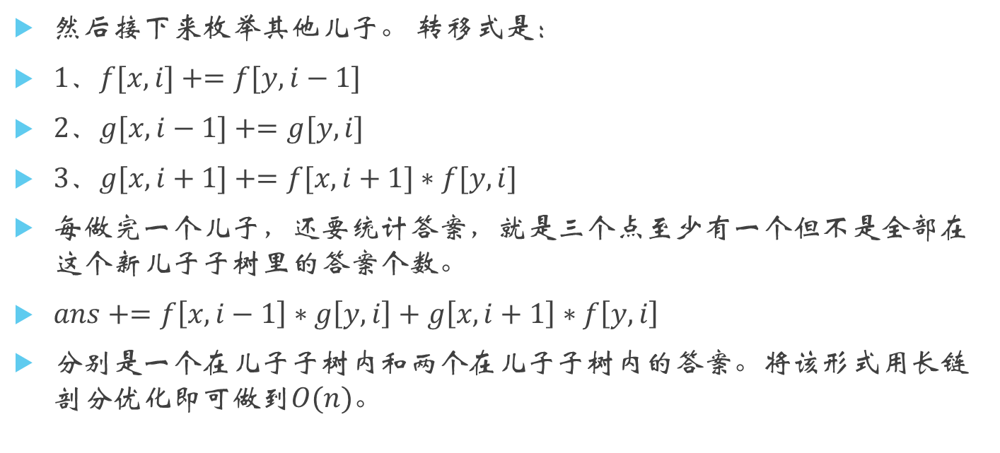 然后接下来枚举其他儿子。 转移式是:
1、f[x, i] += f[y, i − 1]
2、g[x, i − 1] += g[y, i]
3、g[x, i + 1] += f[x, i + 1] ∗ f[y, i]
每做完一个儿子，还要统计答案，就是三个点至少有一个但不是全部在
这个新儿子子树里的答案个数。
ans += f[x, i − 1] ∗ g[y, i] + g[x, i + 1] ∗ f[y, i]
分别是一个在儿子子树内和两个在儿子子树内的答案。将该形式用长链
剖分优化即可做到O(n)。